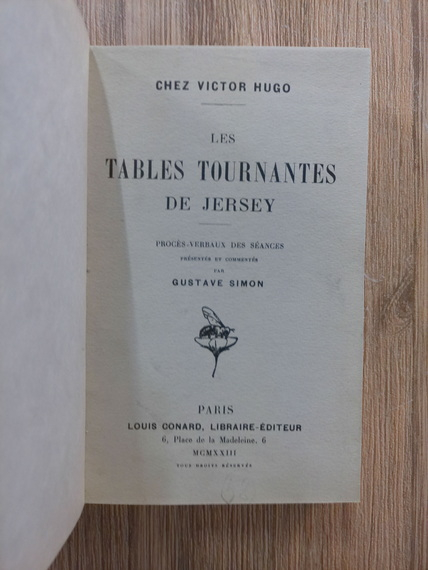 CHEZ VICTOR HUGO
LES
TABLES TOURNANTES
DE JERSEY
PROCÈS-VERBAUX DES SÉANCES
PRÉSENTÉS ET COMMENTÉS
PAR
GUSTAVE SIMON
PARIS
LOUIS CONARD, LIBRAIRE-ÉDITEUR
6, Place de la Madeleine, 6
MCMXXIII
TOUS DROITS RÉSERVÉS